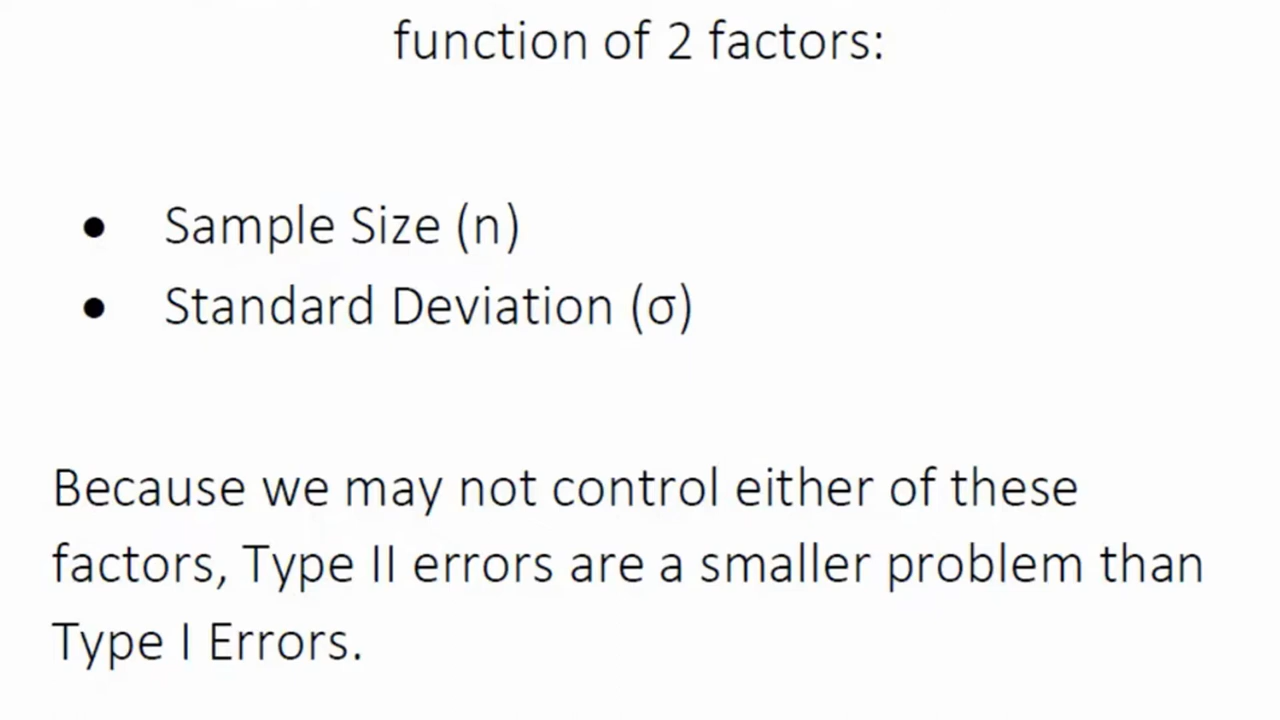 function of 2 factors:
• Sample Size (n)
• Standard Deviation (σ)
Because we may not control either of these
factors, Type II errors are a smaller problem than
Type I Errors.